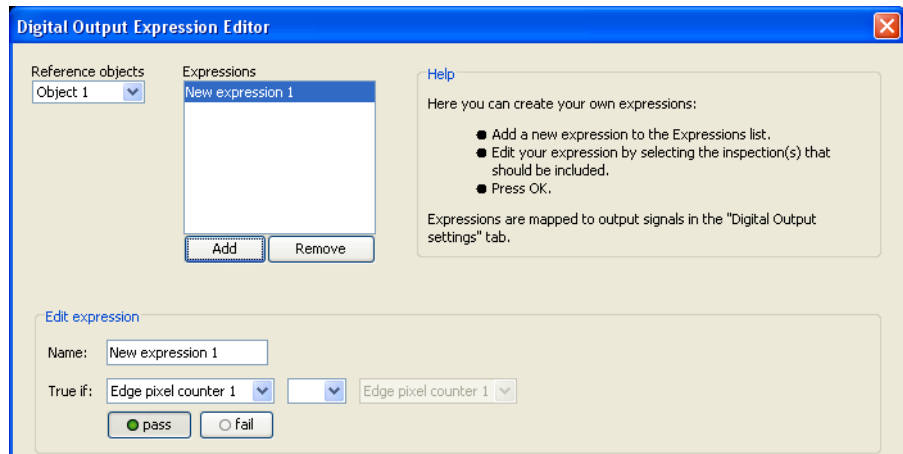 Digital Output Expression Editor
Reference objects
Object 1
Expressions
New expression 1
Add
Remove
Help
Here you can create your own expressions:
Add a new expression to the Expressions list.
Edit your expression by selecting the inspection(s) that
should be included.
Press OK.
Expressions are mapped to output signals in the "Digital Output
settings" tab.
Edit expression
Name: New expression 1
True if: Edge pixel counter 1 Edge pixel counter 1
pass fail